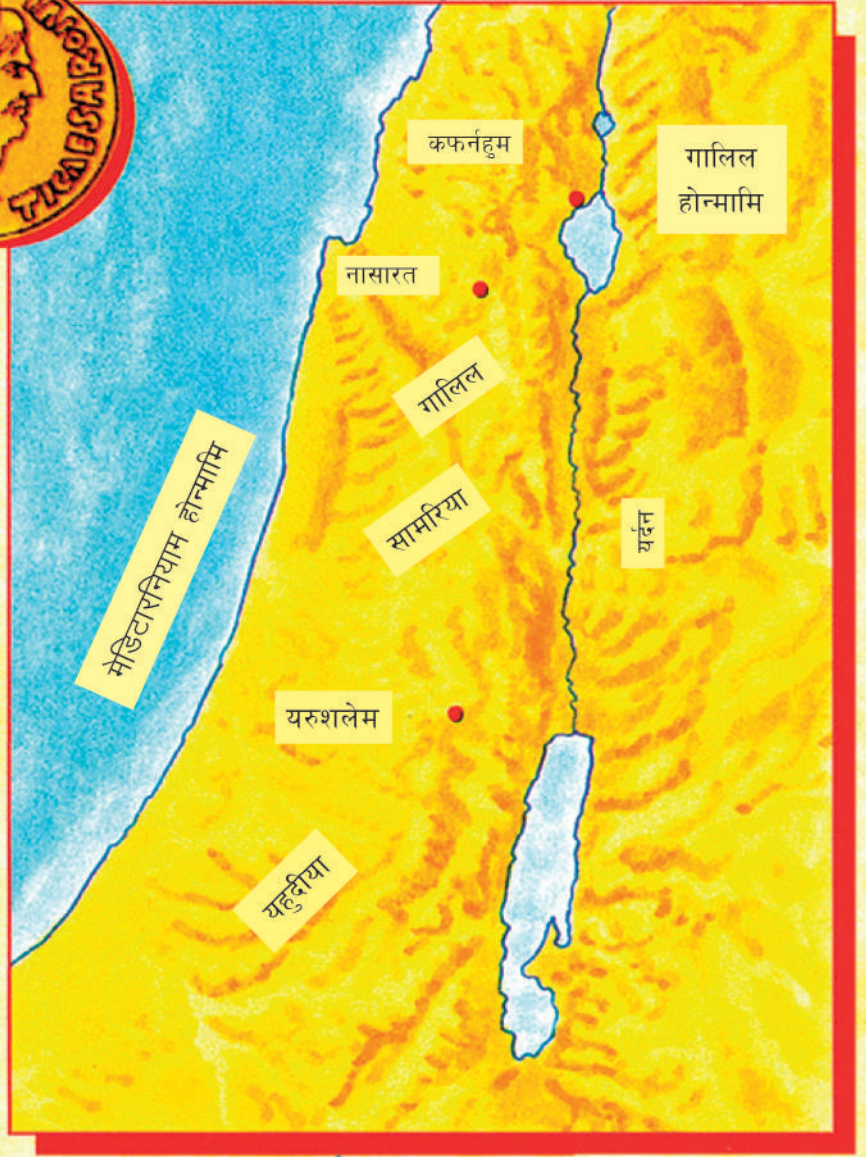 कफर्नहुम
गालिल
होन्मामि
नासारत
गालिल
सामरिया
मेडिटारनियाम होन्मामि
यर्दन
यरुशलेम
यहुदीया